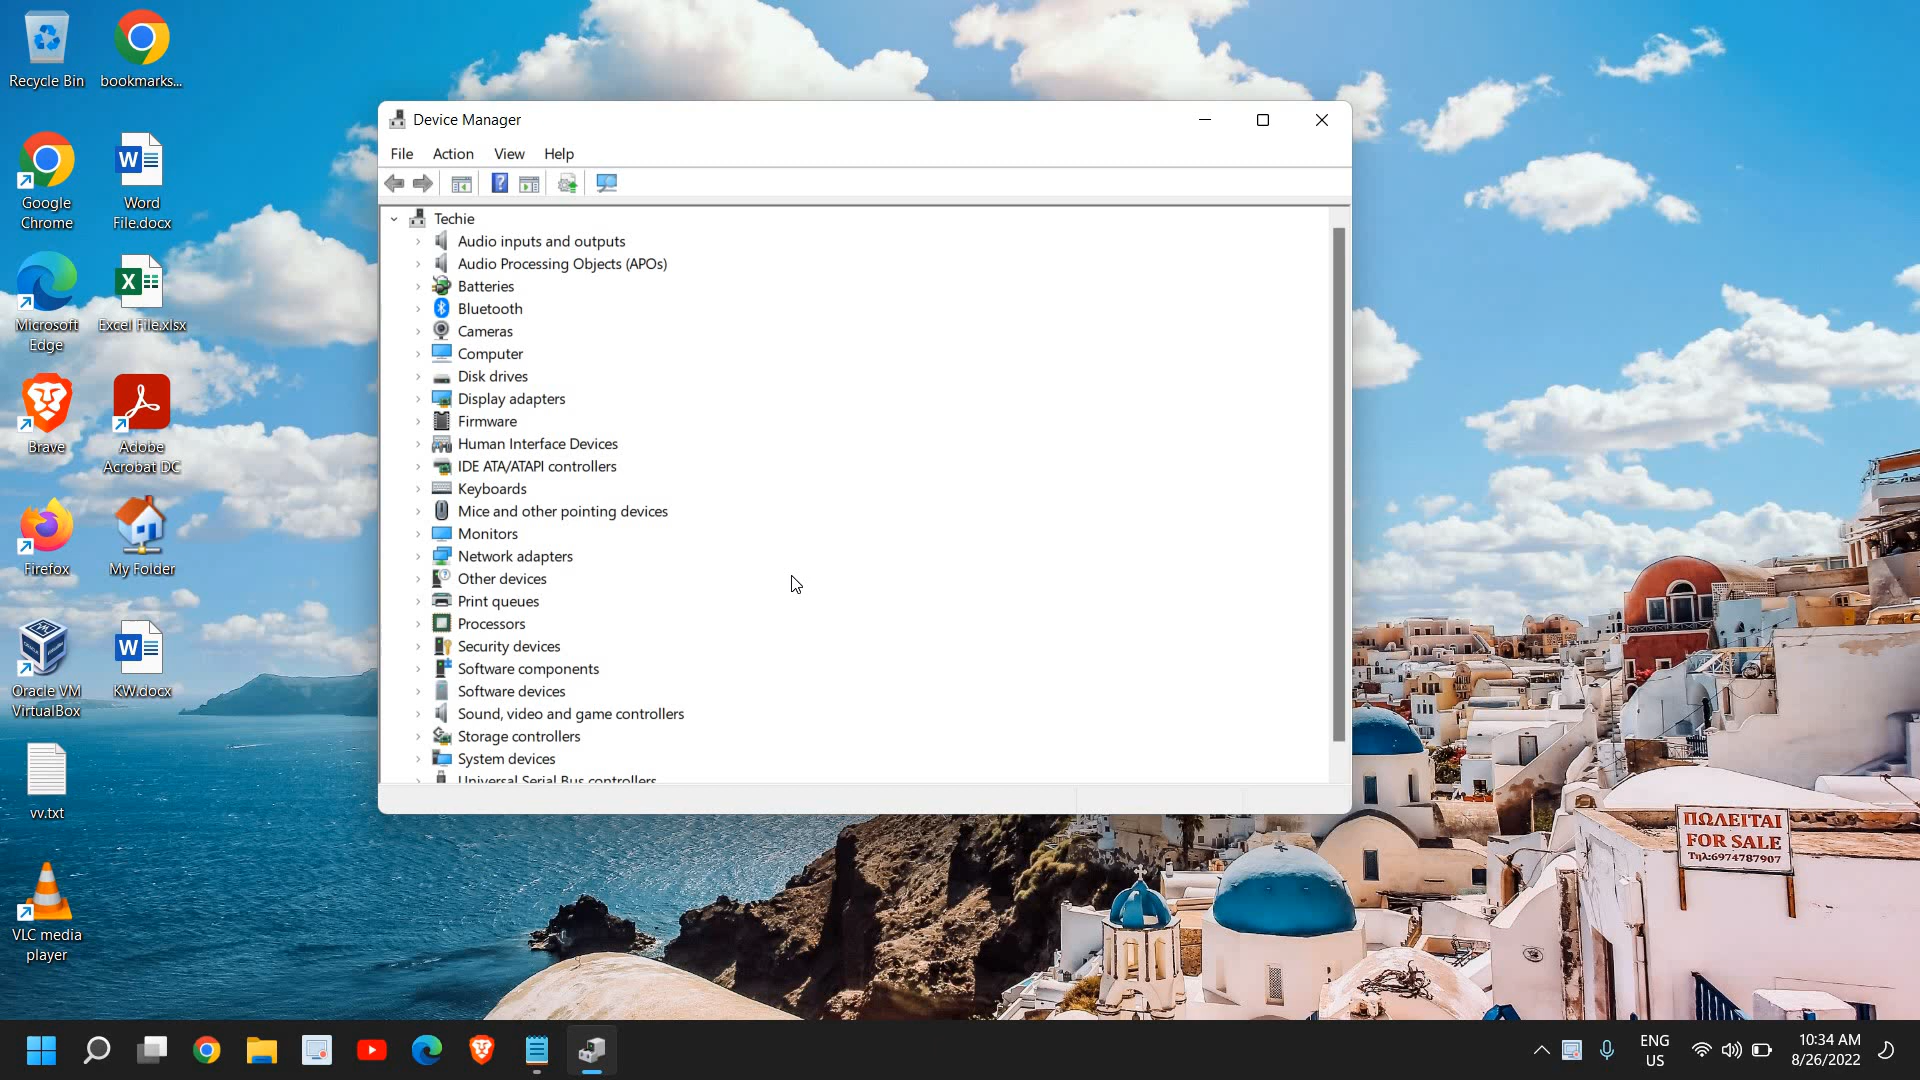 Recycle Bin
bookmarks...
Google
Chrome
Word
File.docx
Microsoft
Edge
Excel File.xlsx
Brave
Adobe
Acrobat DC
Firefox
My Folder
Oracle VM
VirtualBox
KW.docx
vv.txt
VLC media
player
Device Manager
File Action View Help
Techie
Audio inputs and outputs
Audio Processing Objects (APOs)
Batteries
Bluetooth
Cameras
Computer
Disk drives
Display adapters
Firmware
Human Interface Devices
IDE ATA/ATAPI controllers
Keyboards
Mice and other pointing devices
Monitors
Network adapters
Other devices
Print queues
Processors
Security devices
Software components
Software devices
Sound, video and game controllers
Storage controllers
System devices
Universal Serial Bus controllers
ΠΩΛΕΙΤΑΙ
FOR SALE
Τηλ:6974787907
ENG
US
10:34 AM
8/26/2022